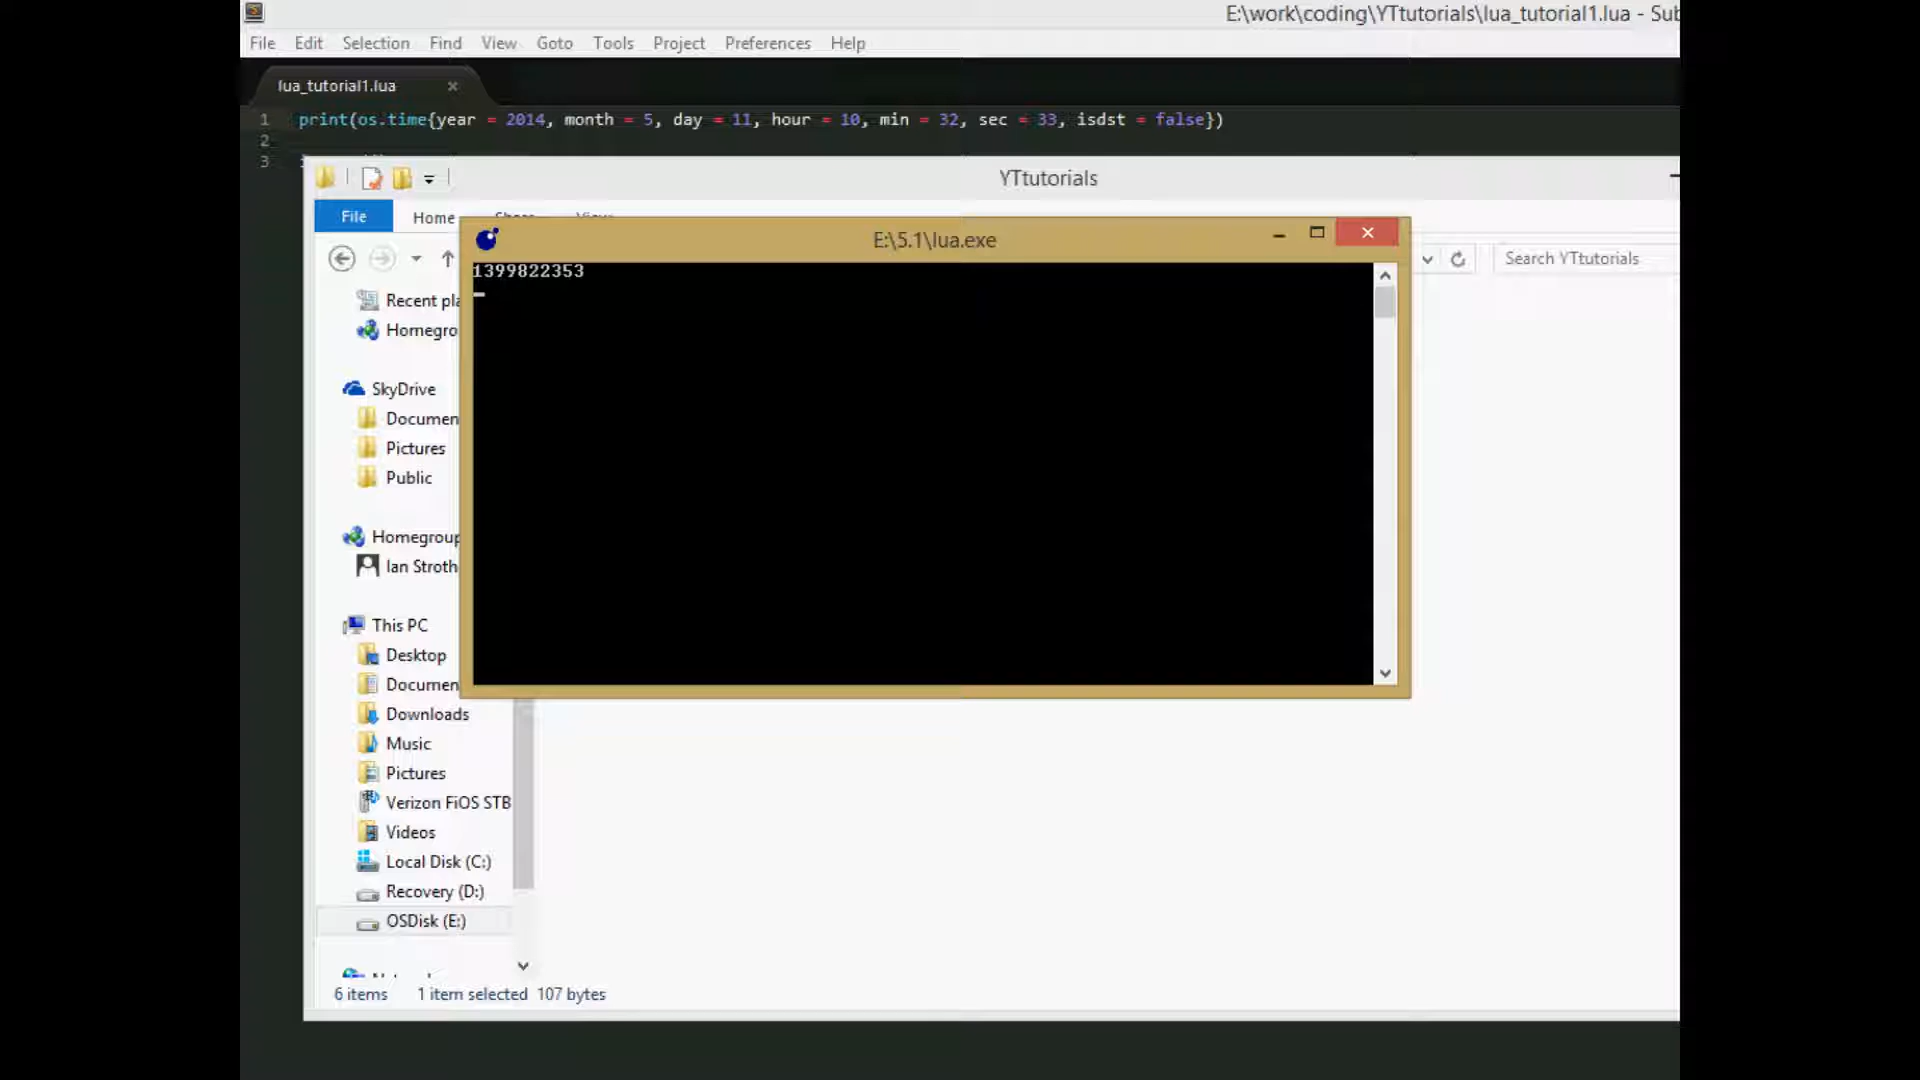 E:\work\coding\YTtutorials\lua_tutorial1.lua - Sub
File Edit Selection Find View Goto Tools Project Preferences Help
lua_tutorial1.lua
1 print(os.time{year = 2014, month = 5, day = 11, hour = 10, min = 32, sec = 33, isdst = false})
2
3
YTtutorials
File Home Share View
E:\5.1\lua.exe
Search YTtutorials
1399822353
Recent pla
Homegro
SkyDrive
Documen
Pictures
Public
Homegroup
Ian Stroth
This PC
Desktop
Documen
Downloads
Music
Pictures
Verizon FiOS STB
Videos
Local Disk (C:)
Recovery (D:)
OSDisk (E:)
6 items 1 item selected 107 bytes